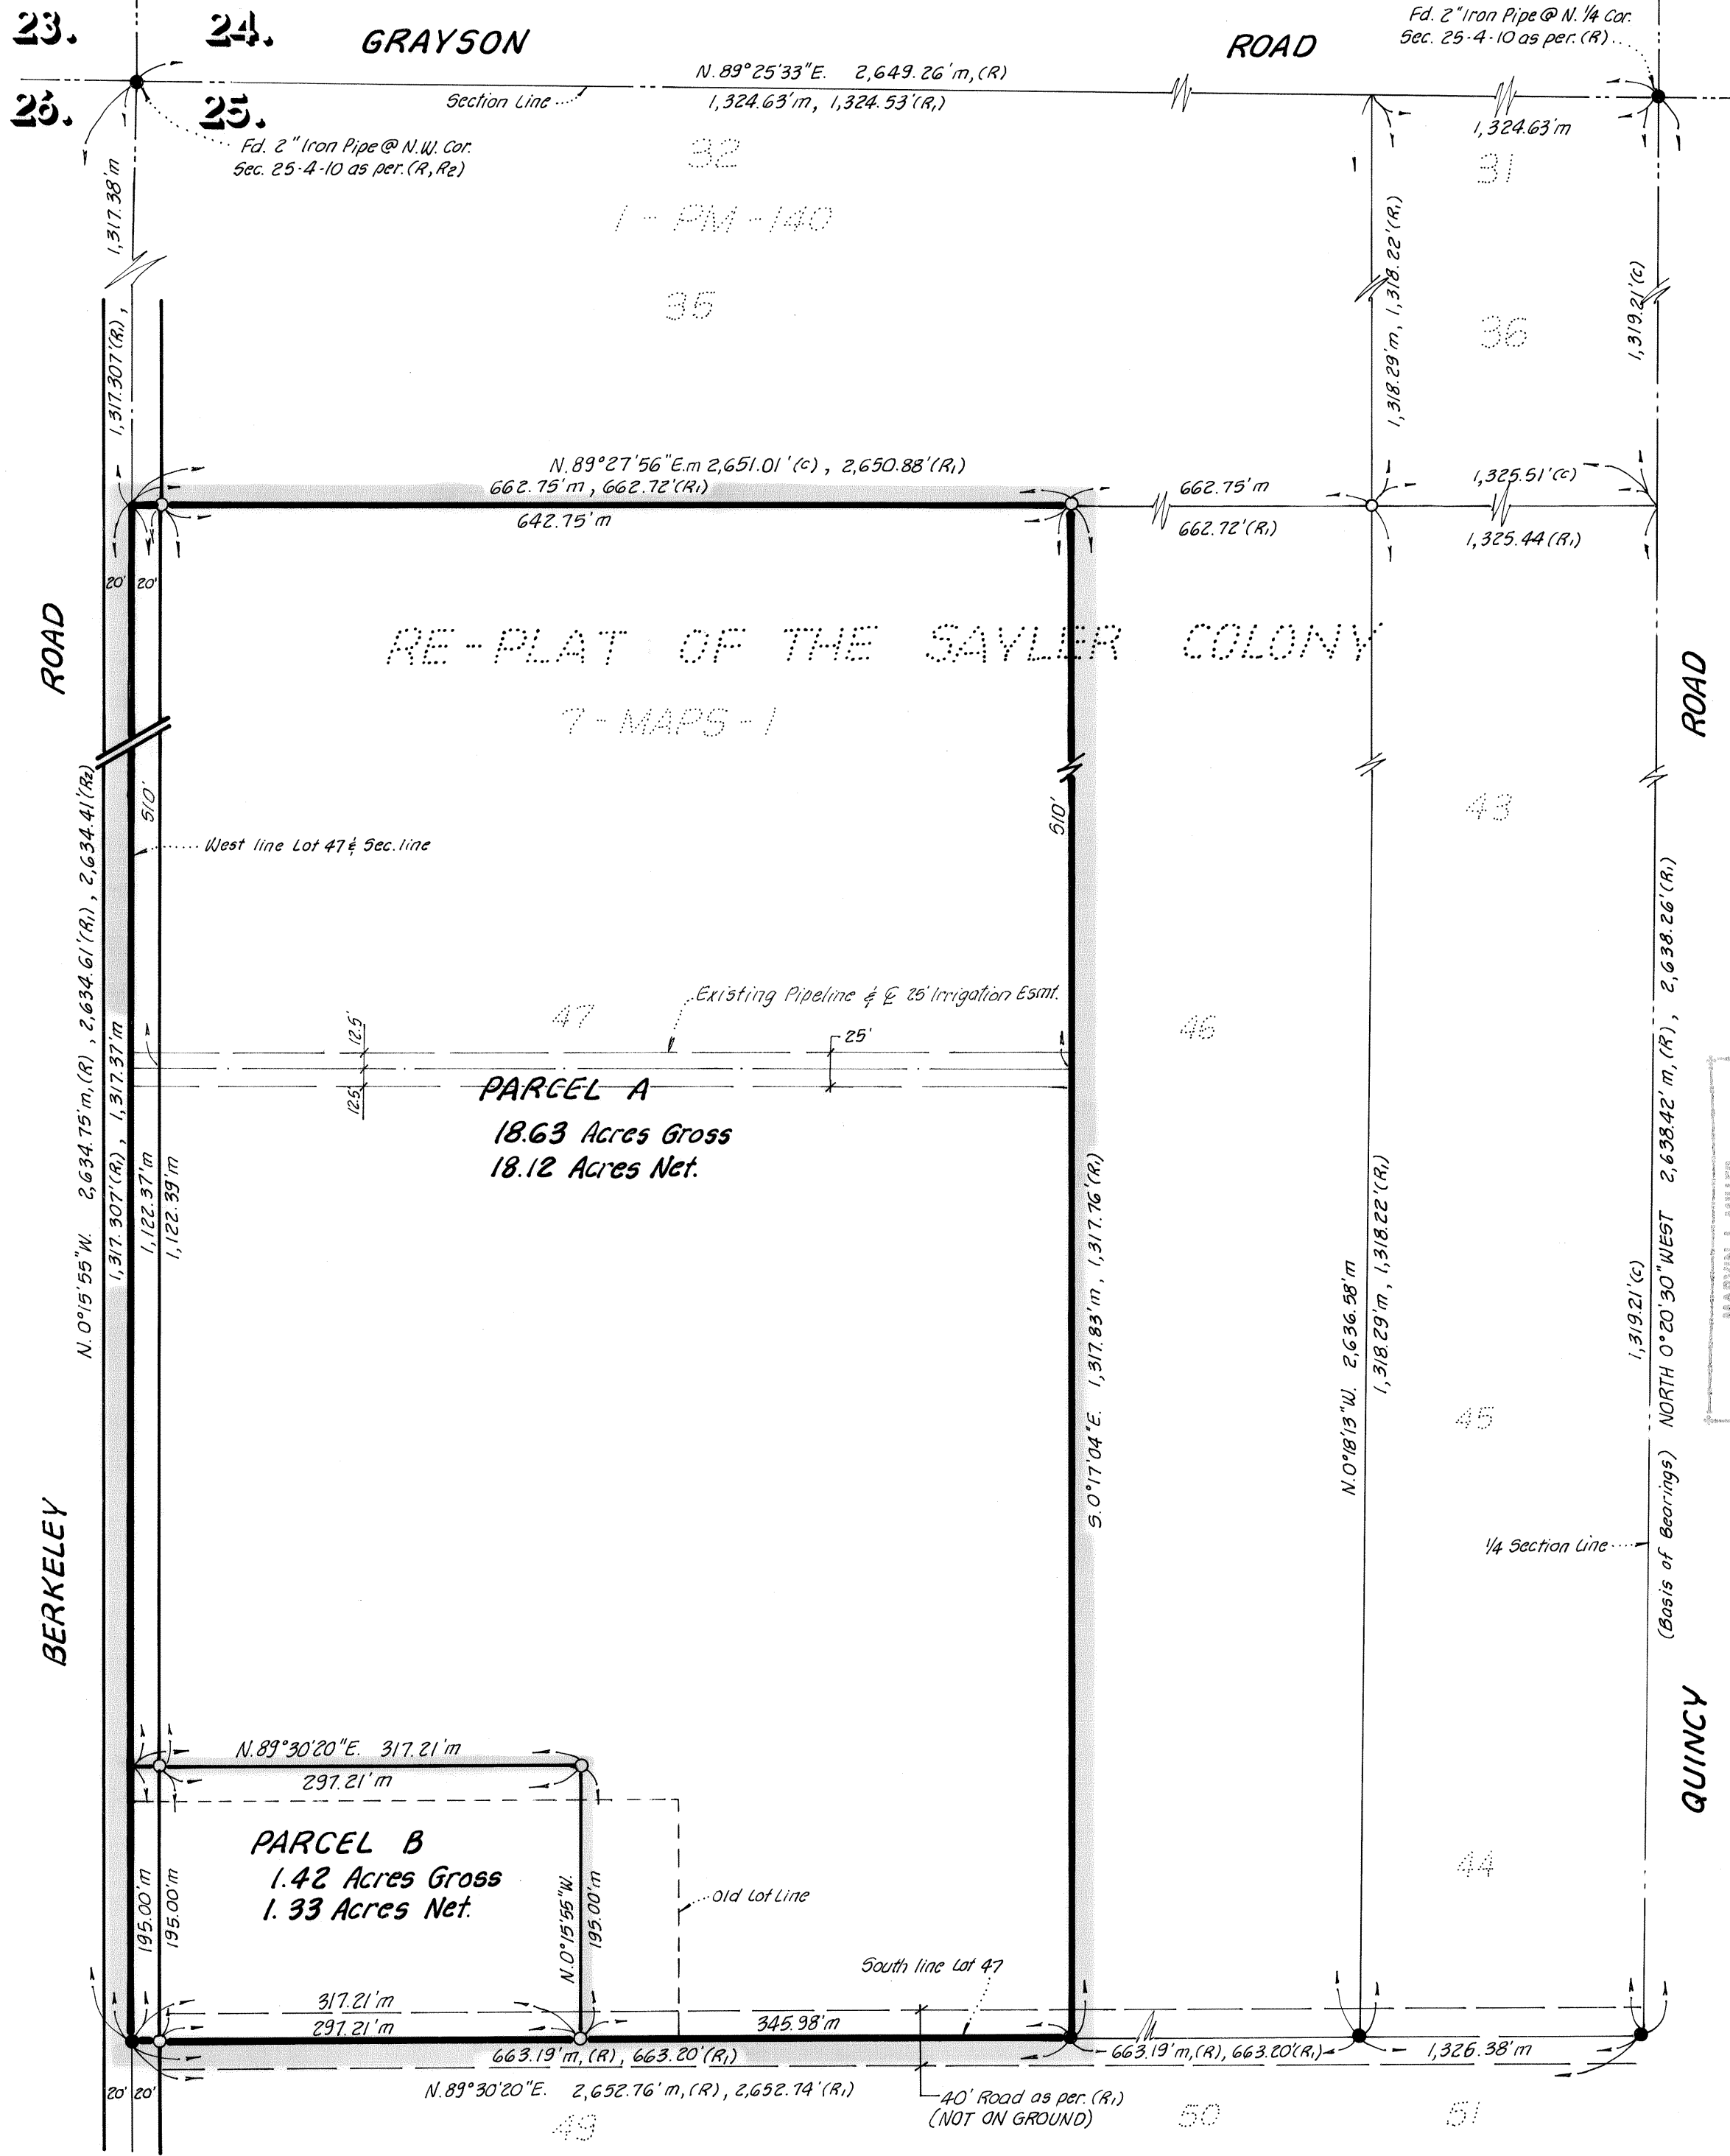 23.
24.
GRAYSON
ROAD
Fd. 2" Iron Pipe @ N. 1/4 Cor.
Sec. 25-4-10 as per. (R)
N. 89°25'33"E. 2,649.26'm, (R)
Section Line
1,324.63'm, 1,324.53'(R1)
26.
25.
1,324.63'm
Fd. 2" Iron Pipe @ N.W. Cor.
Sec. 25-4-10 as per. (R, R2)
32
31
1-PM-140
1,317.38'm
1,318.29'm, 1,318.22'(R1)
1,319.21'(c)
35
36
1,317.307'(R1),
N. 89°27'56"E.m 2,651.01'(c), 2,650.88'(R1)
662.75'm, 662.72'(R1)
662.75'm
1,325.51'(c)
642.75'm
662.72'(R1)
1,325.44(R1)
20'
20'
ROAD
RE-PLAT OF THE SAYLER COLONY
ROAD
7-MAPS-1
510'
510'
43
West line Lot 47 & Sec. line
N. 0°15'55"W. 2,634.75'm, (R), 2,634.61'(R1), 2,634.41(R2)
1,317.307'(R1), 1,317.37'm
Existing Pipeline & ℄ 25' Irrigation Esmt.
47
46
12.5'
25'
12.5'
PARCEL A
18.63 Acres Gross
18.12 Acres Net.
1,122.37'm
1,122.39'm
S. 0°17'04"E. 1,317.83'm, 1,317.76'(R1)
N. 0°18'13"W. 2,636.58'm
1,318.29'm, 1,318.22'(R1)
1,319.21'(c)
(Basis of Bearings) NORTH 0°20'30"WEST 2,638.42'm, (R), 2,638.26'(R1)
45
BERKELEY
1/4 Section Line
QUINCY
N. 89°30'20"E. 317.21'm
297.21'm
PARCEL B
1.42 Acres Gross
1.33 Acres Net.
44
195.00'm
195.00'm
N. 0°15'55"W.
195.00'm
Old Lot Line
South line Lot 47
317.21'm
297.21'm
345.98'm
663.19'm, (R), 663.20'(R1)
663.19'm, (R), 663.20'(R1)
1,326.38'm
20'
20'
N. 89°30'20"E. 2,652.76'm, (R), 2,652.74'(R1)
40' Road as per. (R1)
(NOT ON GROUND)
49
50
51